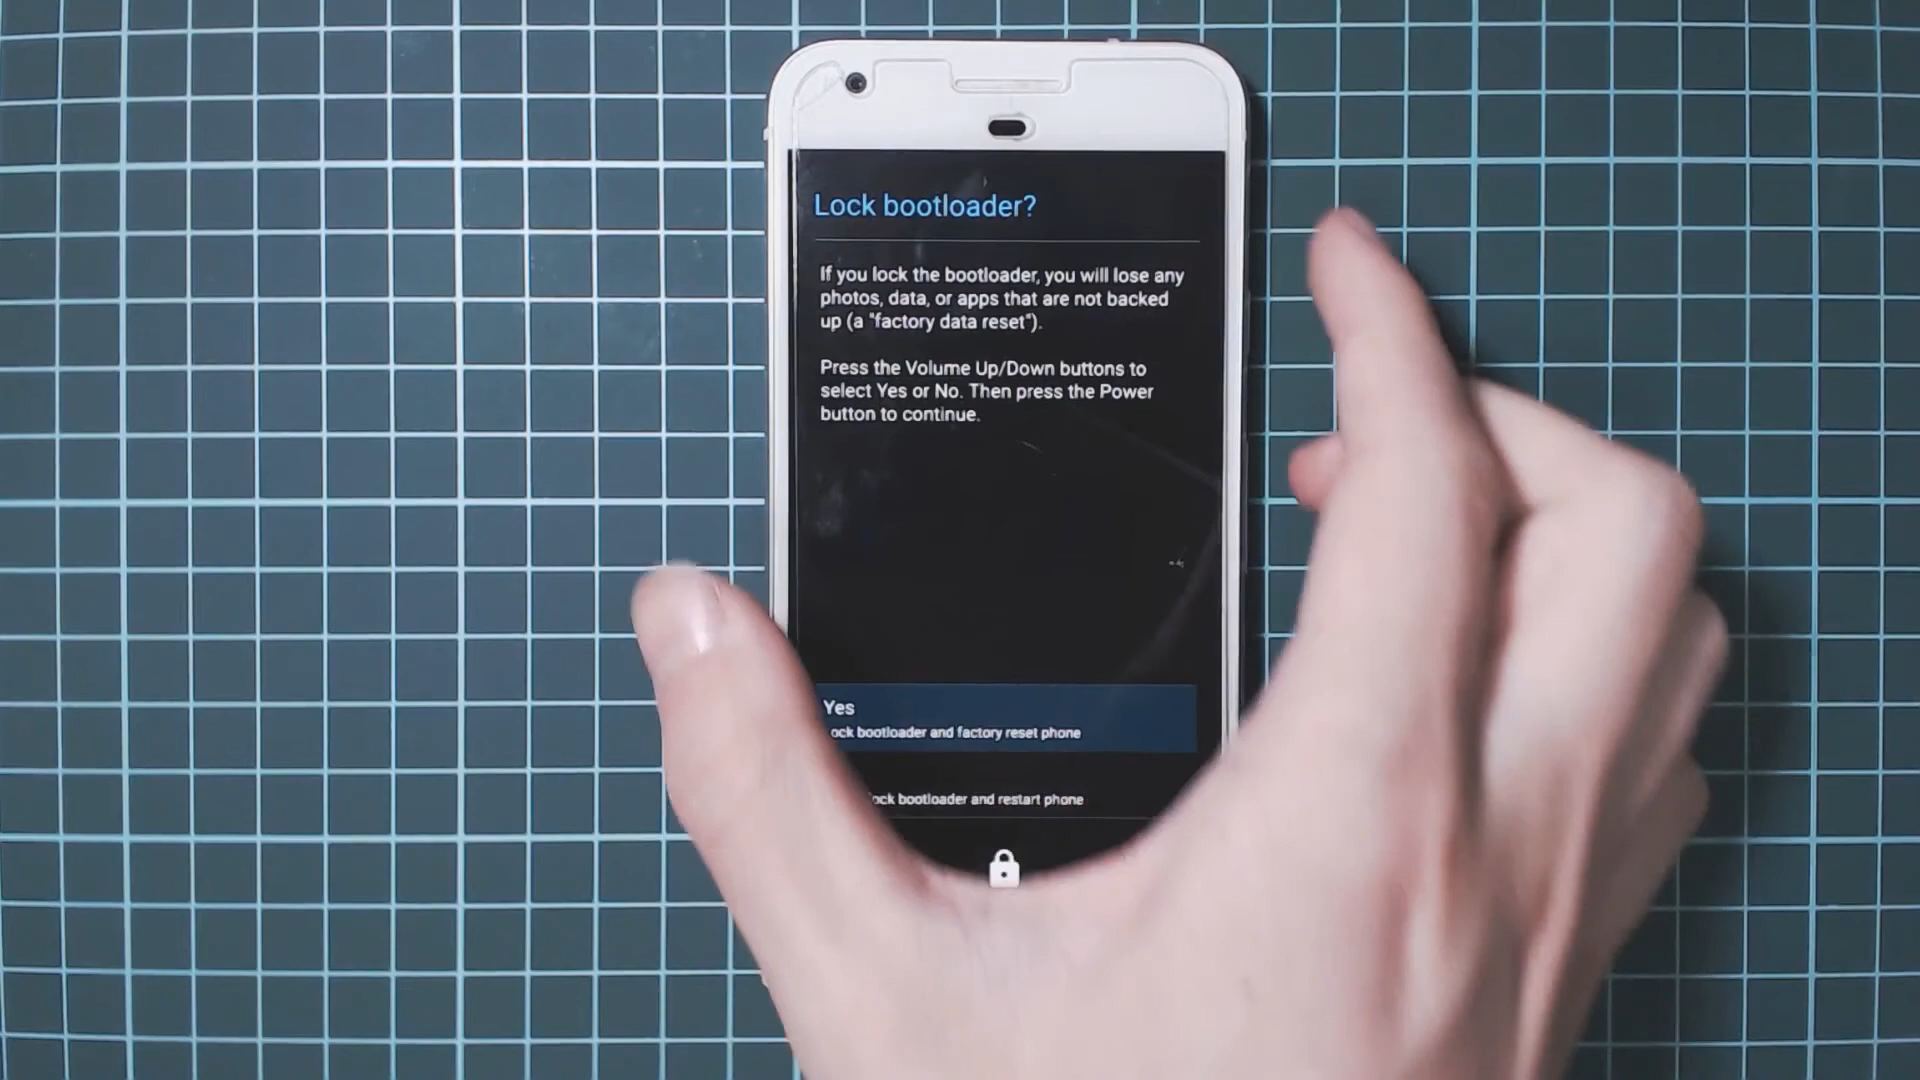 Lock bootloader?
If you lock the bootloader, you will lose any
photos, data, or apps that are not backed
up (a "factory data reset").
Press the Volume Up/Down buttons to
select Yes or No. Then press the Power
button to continue.
Yes
ock bootloader and factory reset phone
ock bootloader and restart phone